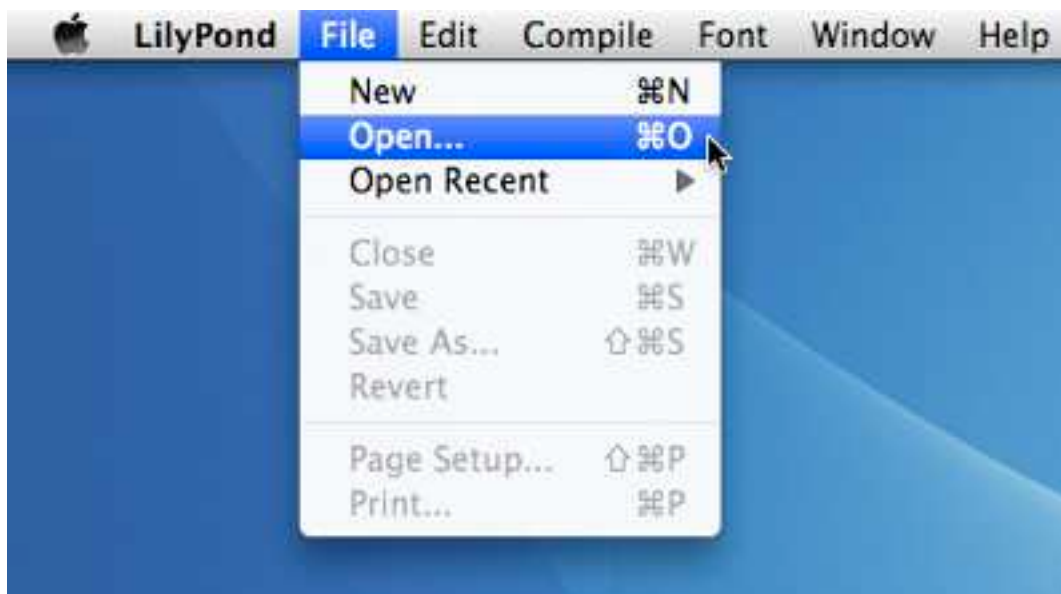 LilyPond File Edit Compile Font Window Help
New ⌘N
Open... ⌘O
Open Recent ▶
Close ⌘W
Save ⌘S
Save As... ⇧⌘S
Revert
Page Setup... ⇧⌘P
Print... ⌘P